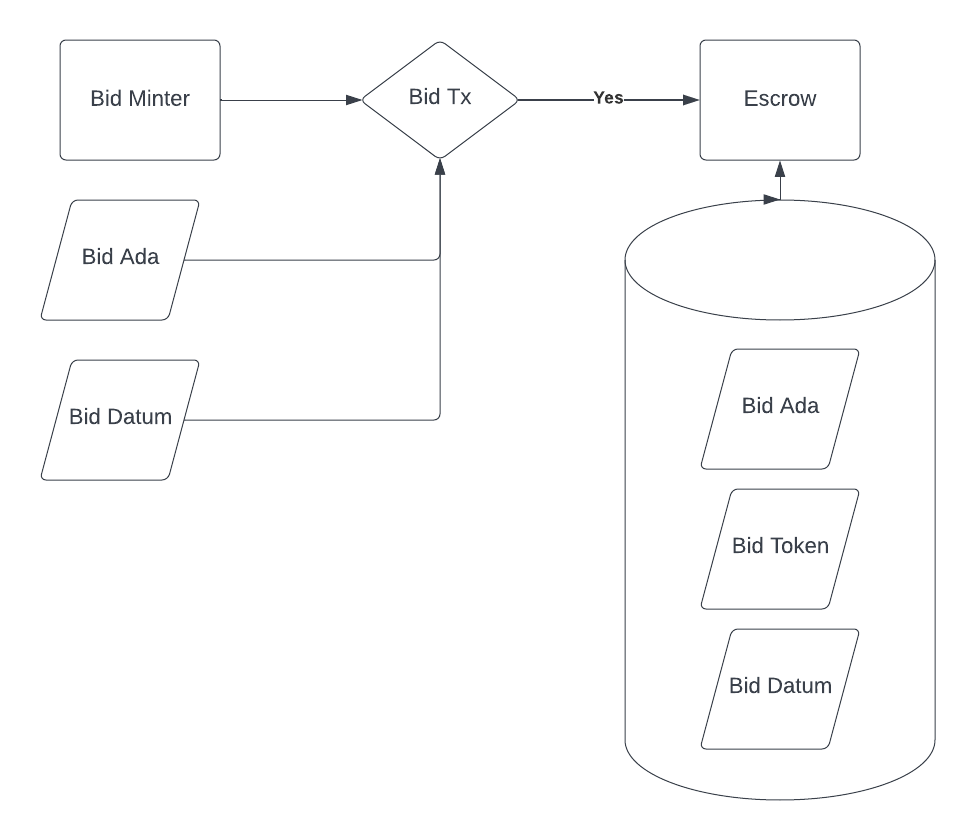 Bid Minter
Bid Tx
Yes
Escrow
Bid Ada
Bid Datum
Bid Ada
Bid Token
Bid Datum